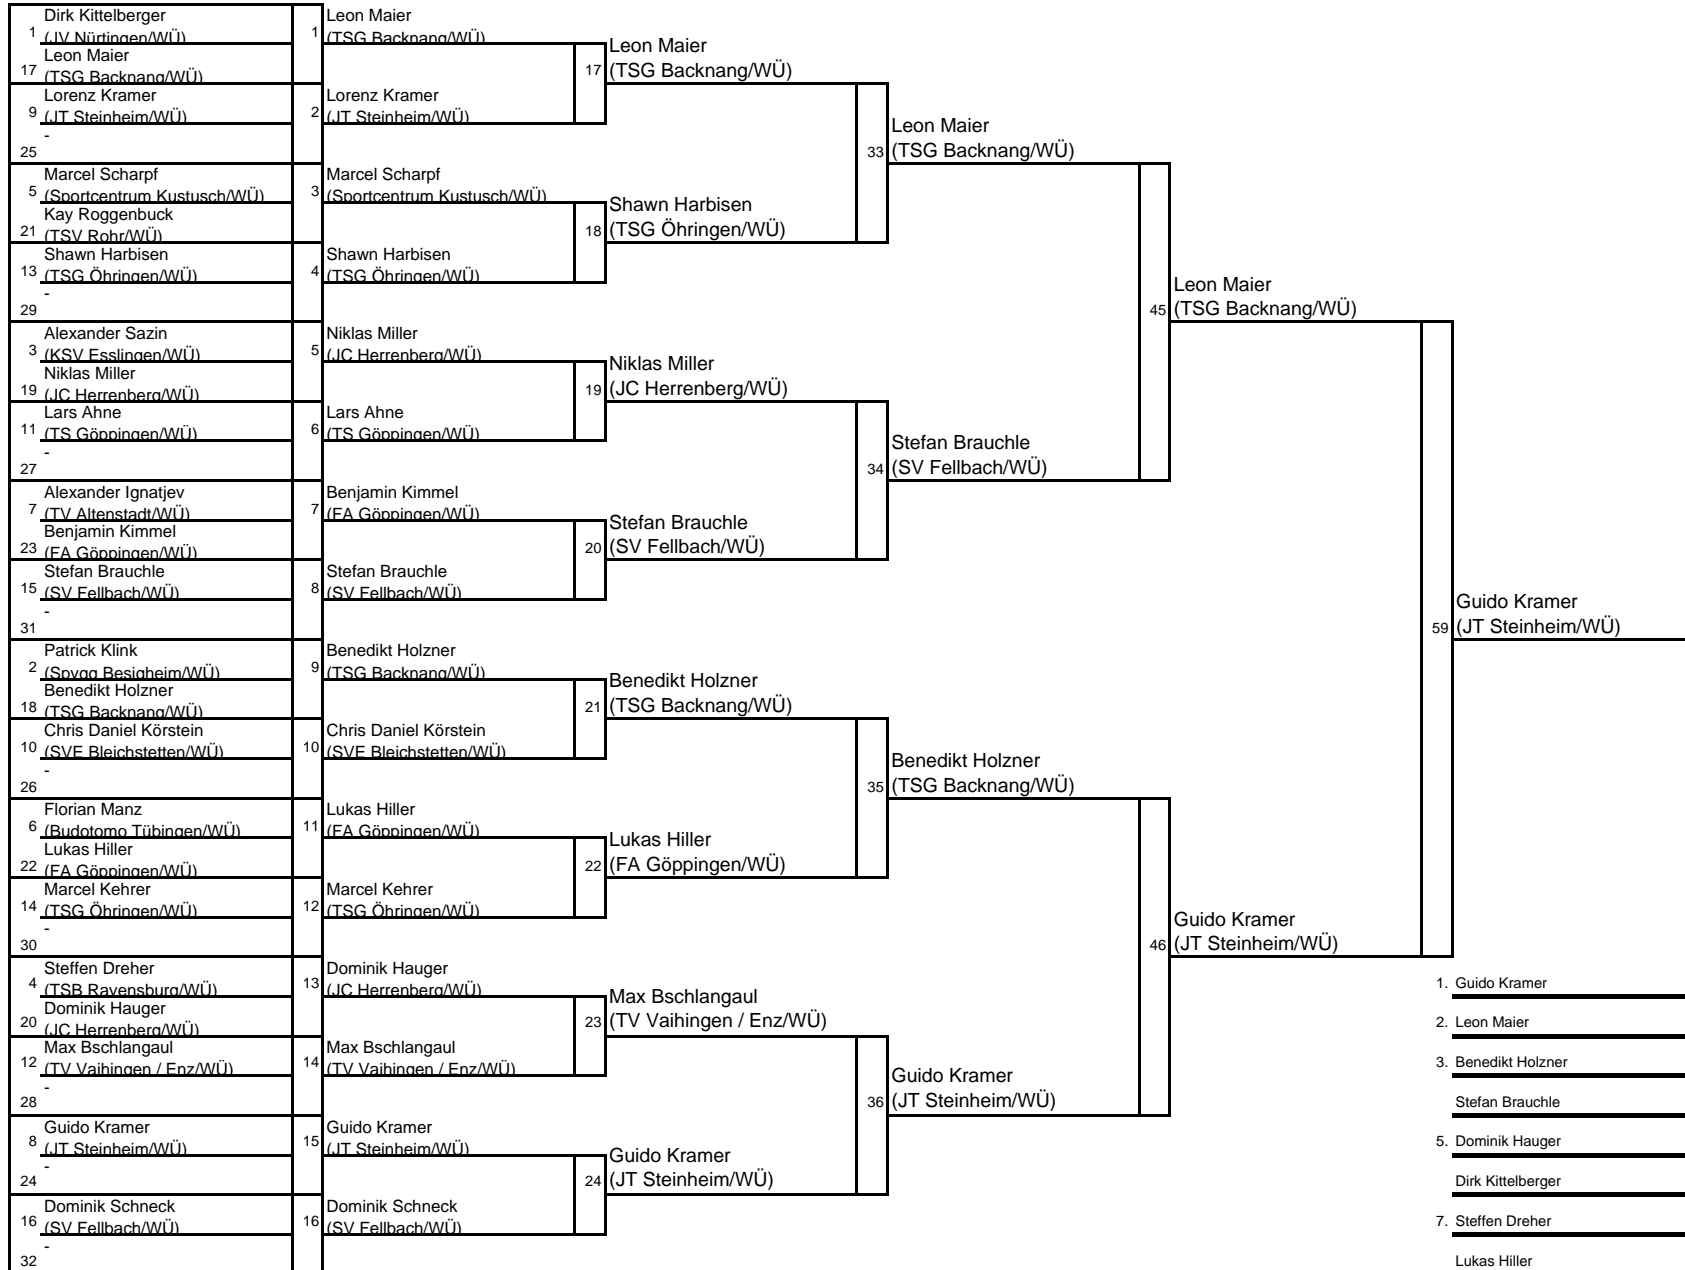 1 Dirk Kittelberger
(JV Nürtingen/WÜ)
17 Leon Maier
(TSG Backnang/WÜ)
9 Lorenz Kramer
(JT Steinheim/WÜ)
25 -
5 Marcel Scharpf
(Sportcentrum Kustusch/WÜ)
21 Kay Roggenbuck
(TSV Rohr/WÜ)
13 Shawn Harbisen
(TSG Öhringen/WÜ)
29 -
3 Alexander Sazin
(KSV Esslingen/WÜ)
19 Niklas Miller
(JC Herrenberg/WÜ)
11 Lars Ahne
(TS Göppingen/WÜ)
27 -
7 Alexander Ignatjev
(TV Altenstadt/WÜ)
23 Benjamin Kimmel
(FA Göppingen/WÜ)
15 Stefan Brauchle
(SV Fellbach/WÜ)
31 -
2 Patrick Klink
(Spvgg Besigheim/WÜ)
18 Benedikt Holzner
(TSG Backnang/WÜ)
10 Chris Daniel Körstein
(SVE Bleichstetten/WÜ)
26 -
6 Florian Manz
(Budotomo Tübingen/WÜ)
22 Lukas Hiller
(FA Göppingen/WÜ)
14 Marcel Kehrer
(TSG Öhringen/WÜ)
30 -
4 Steffen Dreher
(TSB Ravensburg/WÜ)
20 Dominik Hauger
(JC Herrenberg/WÜ)
12 Max Bschlangaul
(TV Vaihingen / Enz/WÜ)
28 -
8 Guido Kramer
(JT Steinheim/WÜ)
24 -
16 Dominik Schneck
(SV Fellbach/WÜ)
32 -
1 Leon Maier
(TSG Backnang/WÜ)
2 Lorenz Kramer
(JT Steinheim/WÜ)
3 Marcel Scharpf
(Sportcentrum Kustusch/WÜ)
4 Shawn Harbisen
(TSG Öhringen/WÜ)
5 Niklas Miller
(JC Herrenberg/WÜ)
6 Lars Ahne
(TS Göppingen/WÜ)
7 Benjamin Kimmel
(FA Göppingen/WÜ)
8 Stefan Brauchle
(SV Fellbach/WÜ)
9 Benedikt Holzner
(TSG Backnang/WÜ)
10 Chris Daniel Körstein
(SVE Bleichstetten/WÜ)
11 Lukas Hiller
(FA Göppingen/WÜ)
12 Marcel Kehrer
(TSG Öhringen/WÜ)
13 Dominik Hauger
(JC Herrenberg/WÜ)
14 Max Bschlangaul
(TV Vaihingen / Enz/WÜ)
15 Guido Kramer
(JT Steinheim/WÜ)
16 Dominik Schneck
(SV Fellbach/WÜ)
17 Leon Maier
(TSG Backnang/WÜ)
18 Shawn Harbisen
(TSG Öhringen/WÜ)
19 Niklas Miller
(JC Herrenberg/WÜ)
20 Stefan Brauchle
(SV Fellbach/WÜ)
21 Benedikt Holzner
(TSG Backnang/WÜ)
22 Lukas Hiller
(FA Göppingen/WÜ)
23 Max Bschlangaul
(TV Vaihingen / Enz/WÜ)
24 Guido Kramer
(JT Steinheim/WÜ)
33 Leon Maier
(TSG Backnang/WÜ)
34 Stefan Brauchle
(SV Fellbach/WÜ)
35 Benedikt Holzner
(TSG Backnang/WÜ)
36 Guido Kramer
(JT Steinheim/WÜ)
45 Leon Maier
(TSG Backnang/WÜ)
46 Guido Kramer
(JT Steinheim/WÜ)
59 Guido Kramer
(JT Steinheim/WÜ)
1. Guido Kramer
2. Leon Maier
3. Benedikt Holzner
Stefan Brauchle
5. Dominik Hauger
Dirk Kittelberger
7. Steffen Dreher
Lukas Hiller